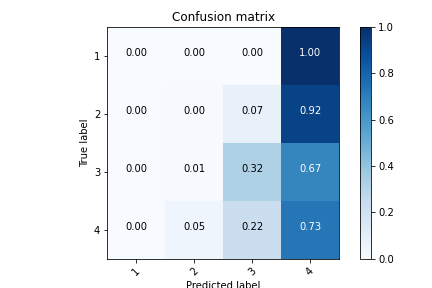 Confusion matrix
1.0
1 0.00 0.00 0.00 1.00
0.8
2 0.00 0.00 0.07 0.92
0.6
True label
3 0.00 0.01 0.32 0.67
0.4
4 0.00 0.05 0.22 0.73
0.2
0.0
1 2 3 4
Predicted label